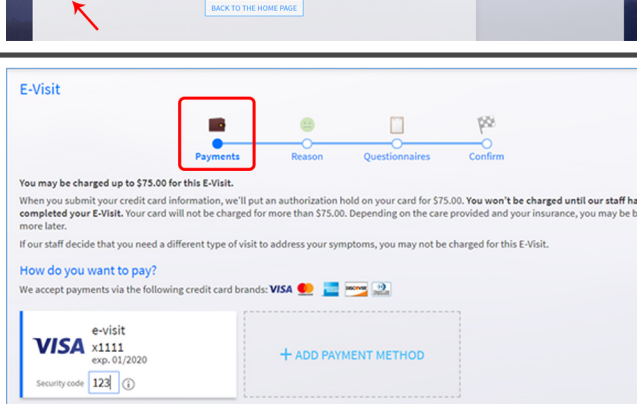 BACK TO THE HOME PAGE
E-Visit
Payments Reason Questionnaires Confirm
You may be charged up to $75.00 for this E-Visit.
When you submit your credit card information, we'll put an authorization hold on your card for $75.00. You won't be charged until our staff ha
completed your E-Visit. Your card will not be charged for more than $75.00. Depending on the care provided and your insurance, you may be b
more later.
If our staff decide that you need a different type of visit to address your symptoms, you may not be charged for this E-Visit.
How do you want to pay?
We accept payments via the following credit card brands: VISA DISCOVER
e-visit
VISA x1111
exp. 01/2020
+ ADD PAYMENT METHOD
Security code 123